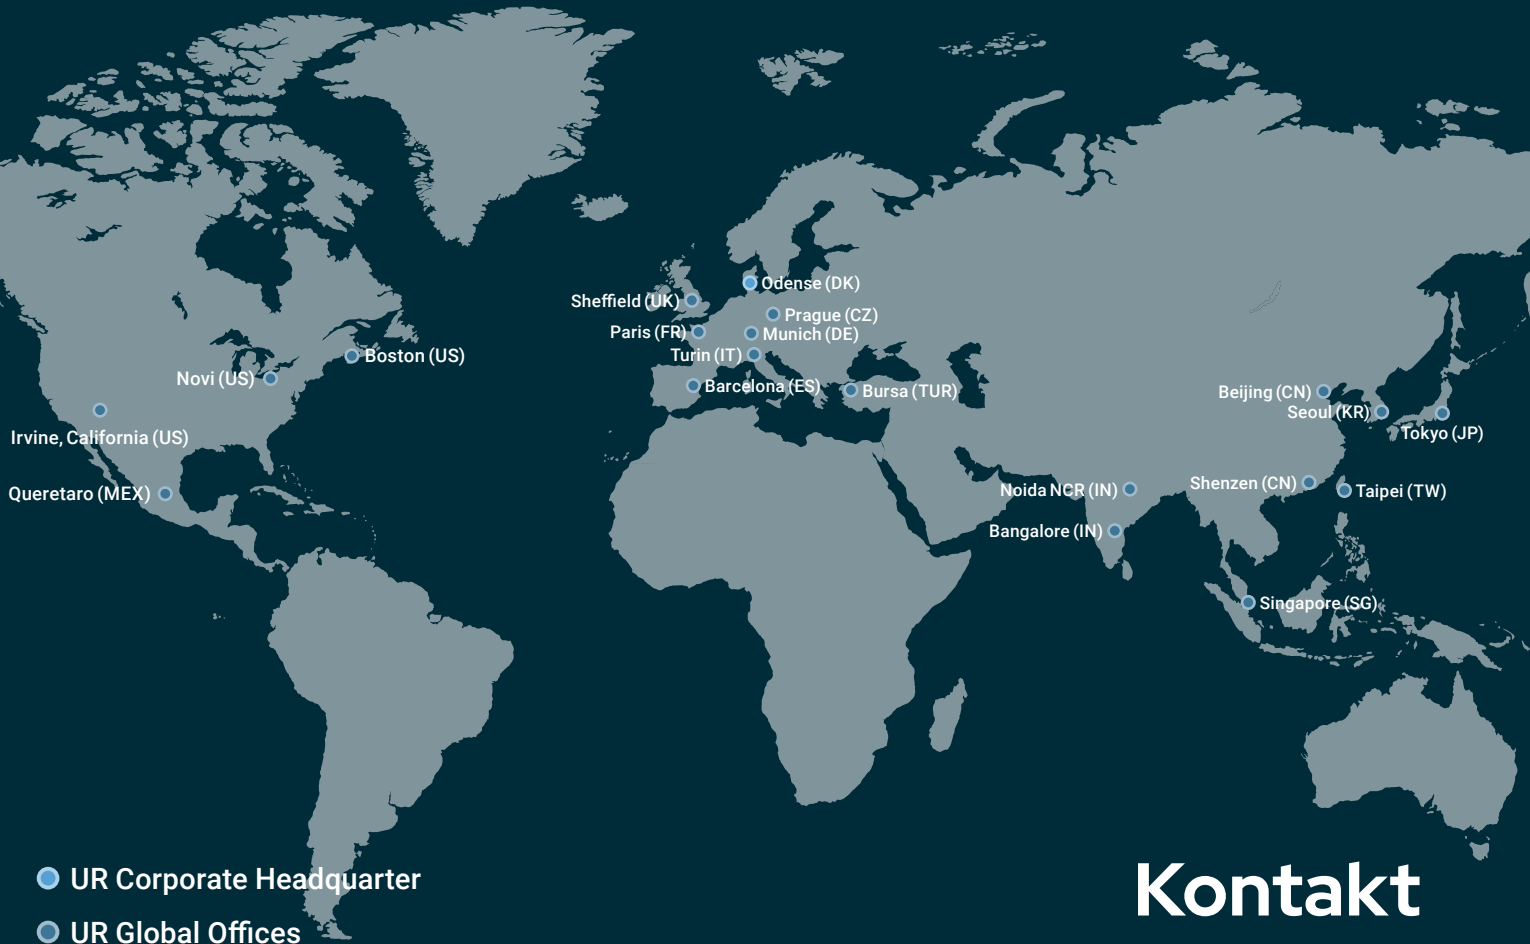 Odense (DK)
Sheffield (UK)
Prague (CZ)
Paris (FR)
Munich (DE)
Turin (IT)
Boston (US)
Novi (US)
Barcelona (ES)
Bursa (TUR)
Beijing (CN)
Seoul (KR)
Tokyo (JP)
Irvine, California (US)
Queretaro (MEX)
Noida NCR (IN)
Shenzen (CN)
Taipei (TW)
Bangalore (IN)
Singapore (SG)
UR Corporate Headquarter
UR Global Offices
Kontakt